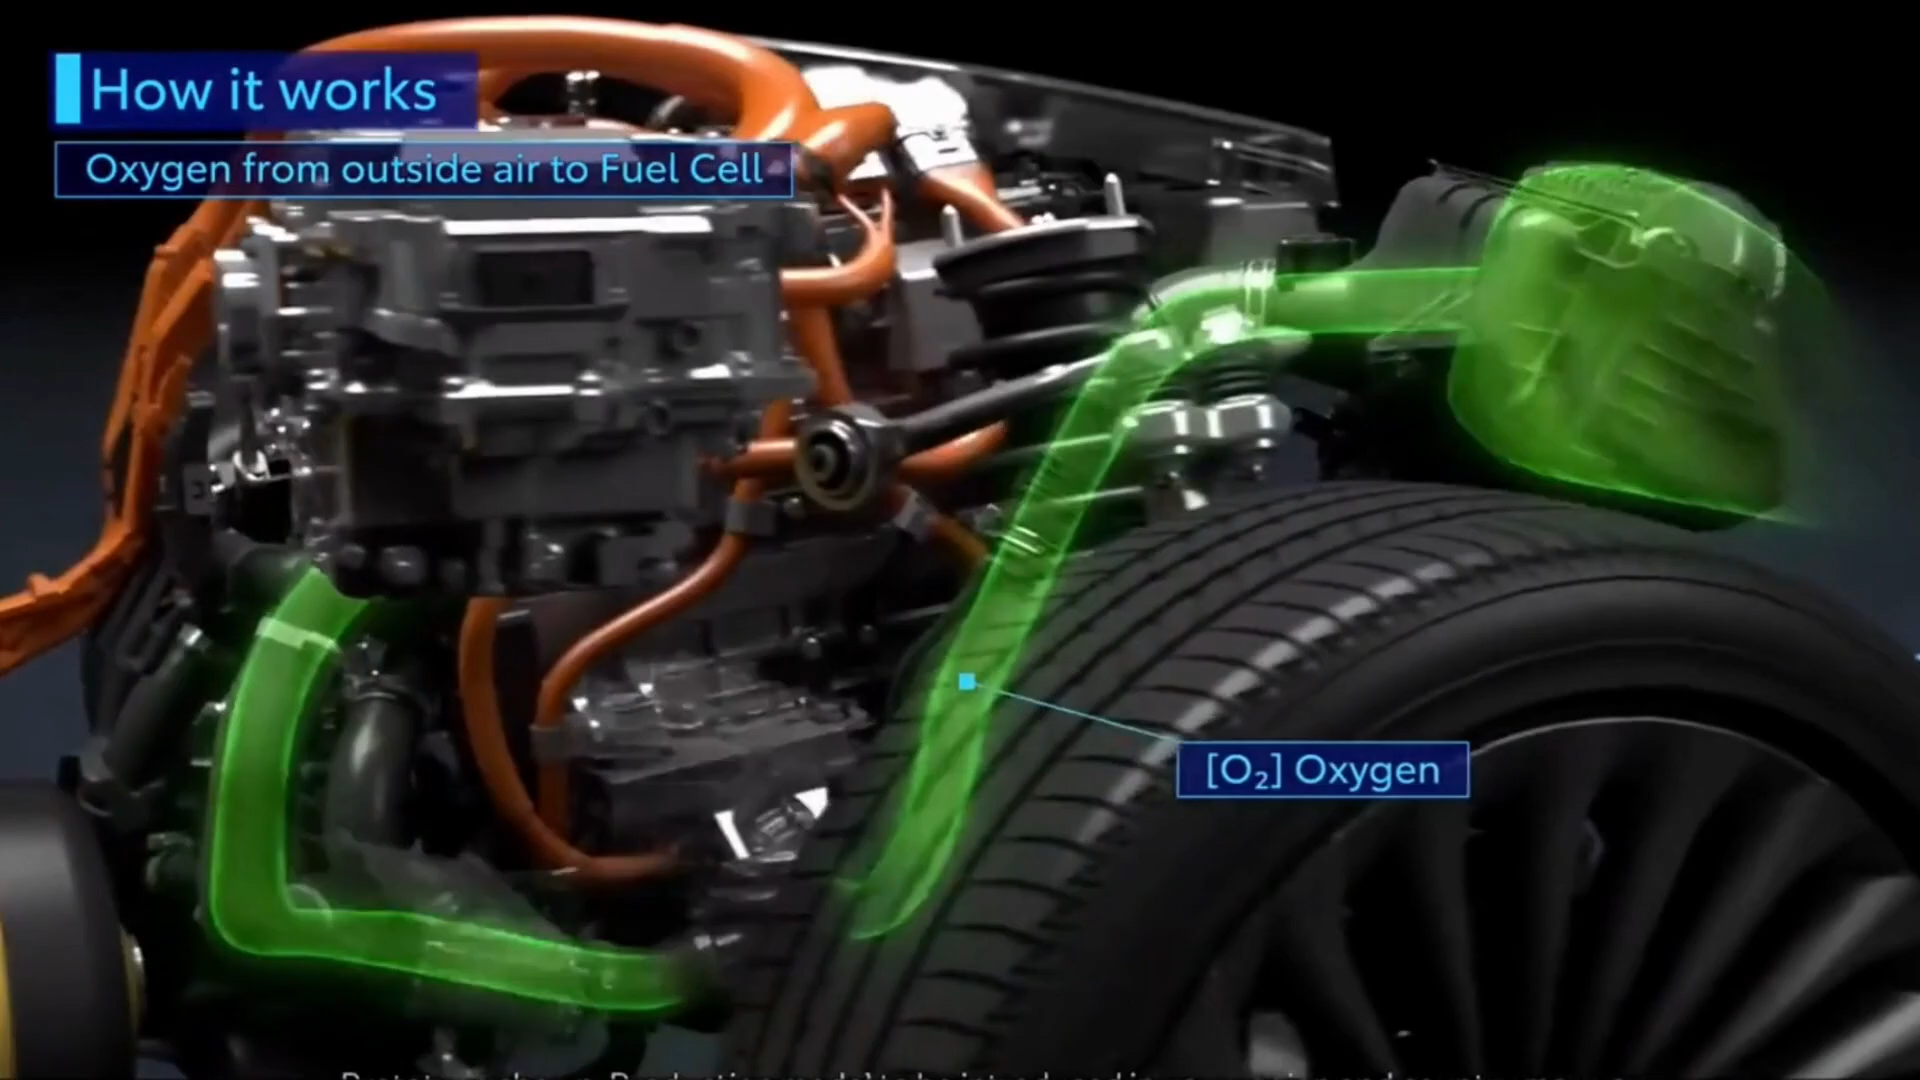 How it works
Oxygen from outside air to Fuel Cell
[O₂] Oxygen